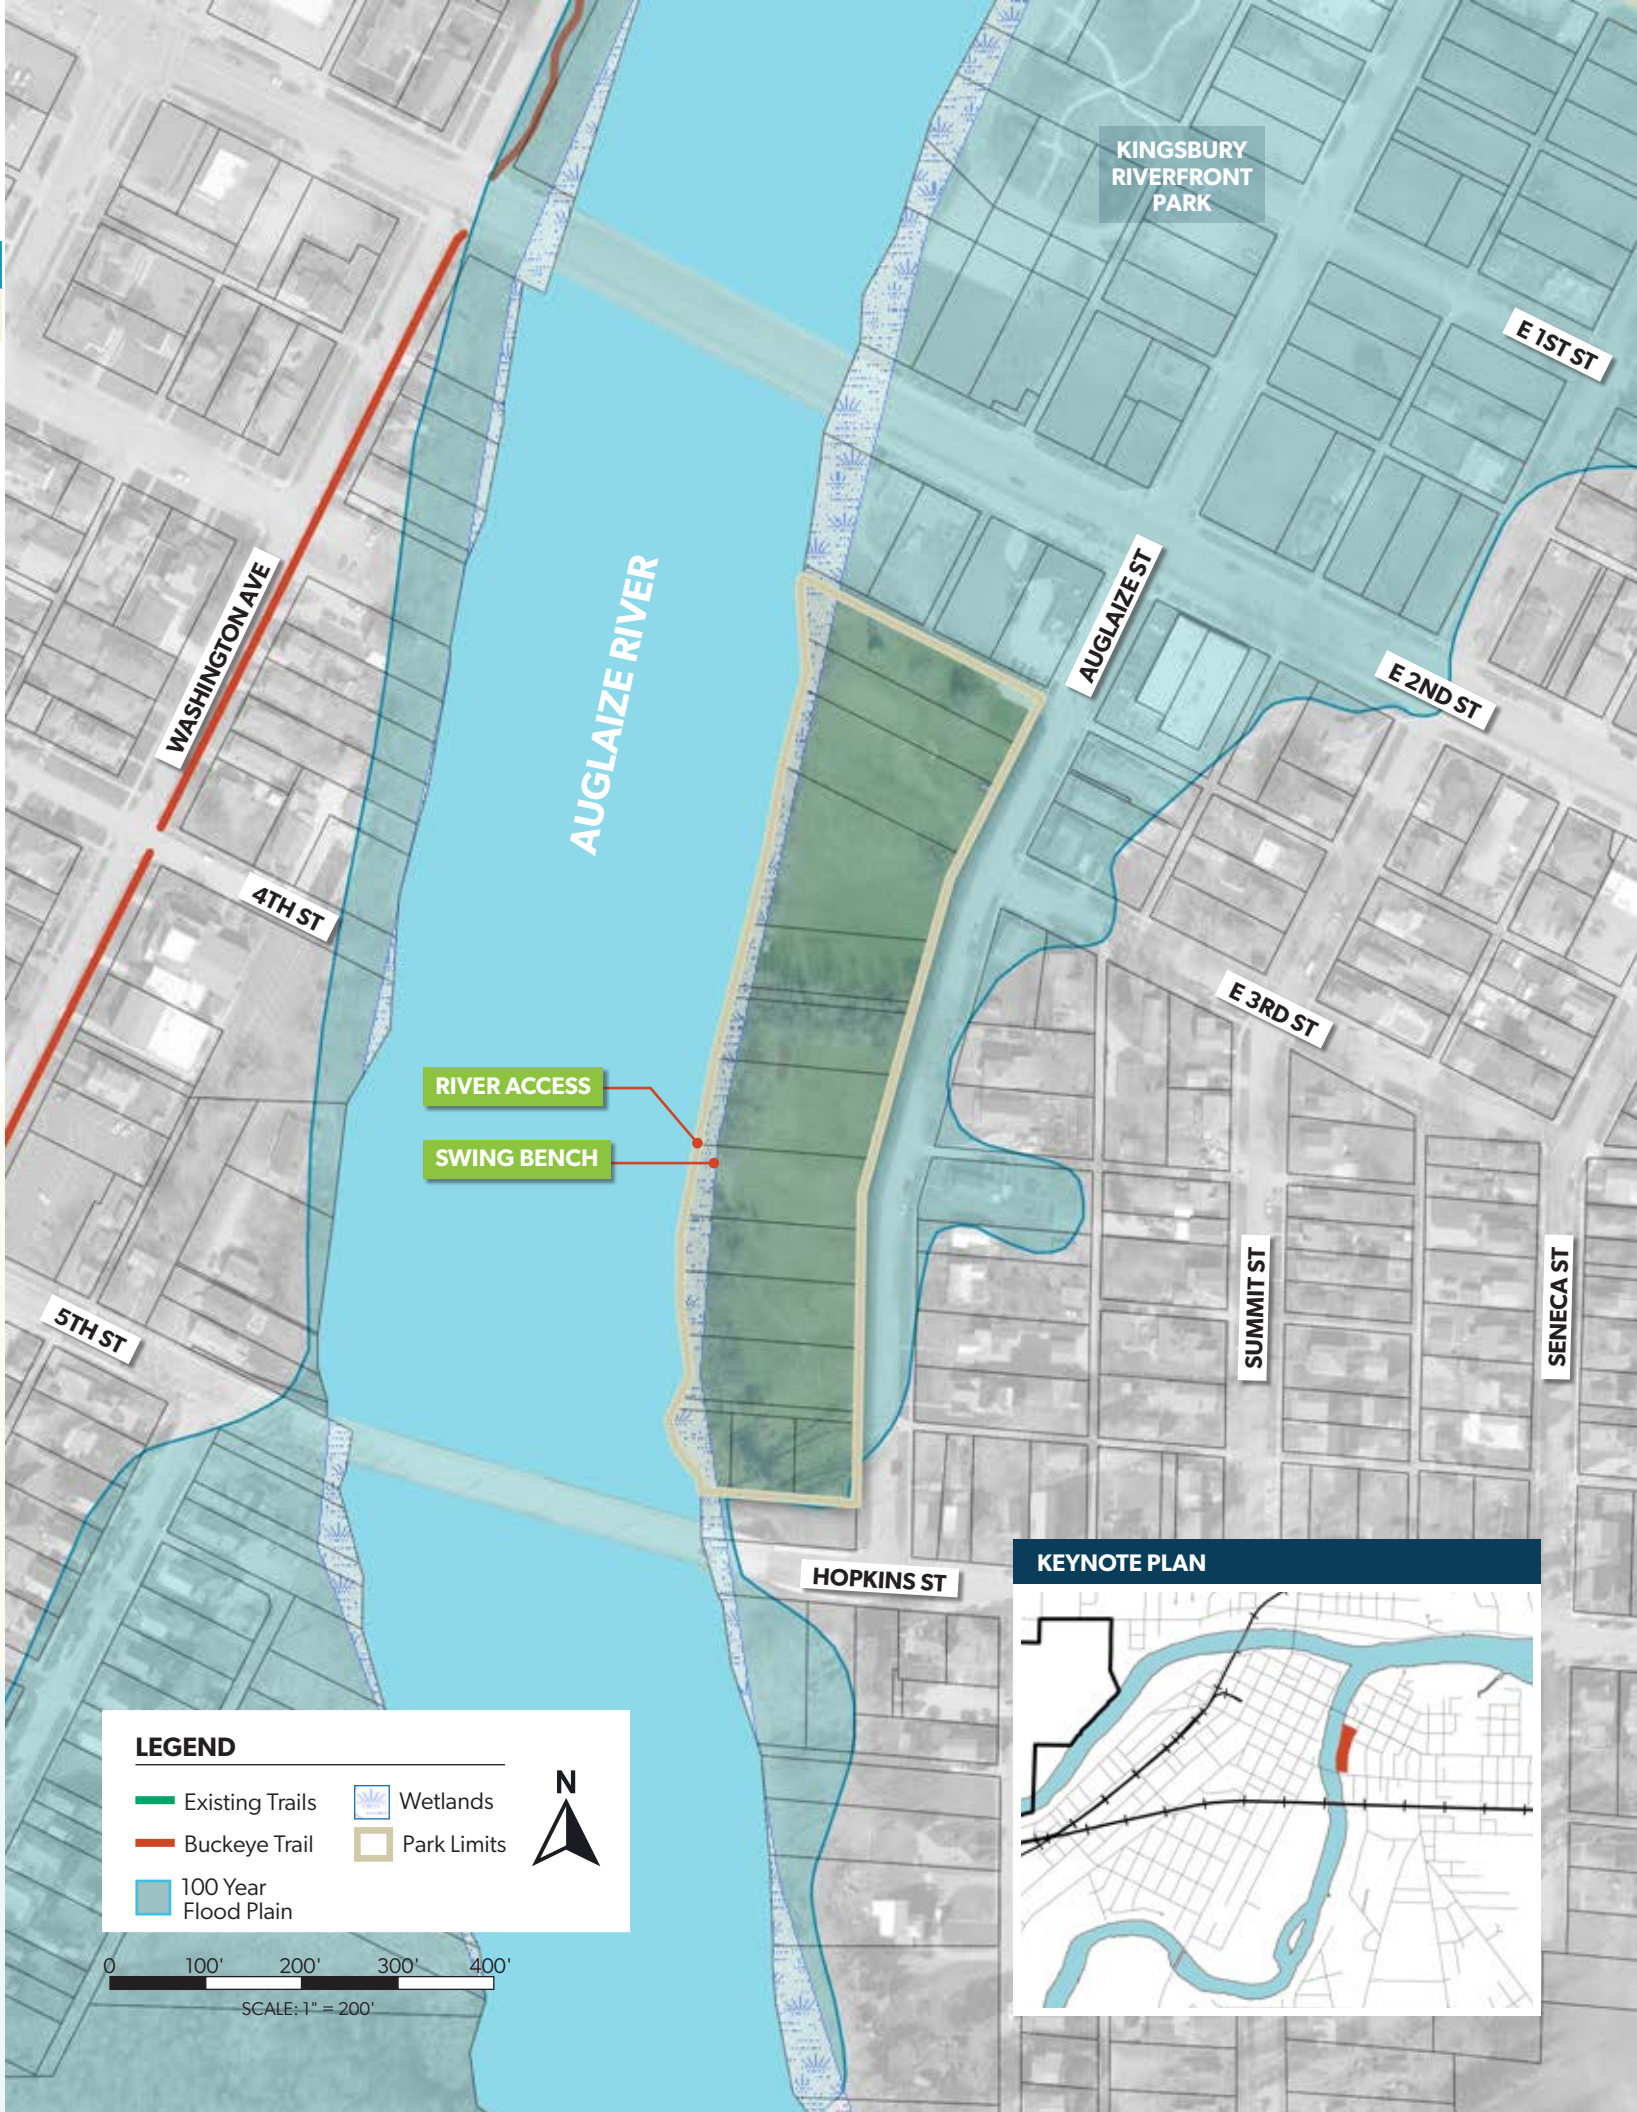 KINGSBURY
RIVERFRONT
PARK
E 1ST ST
WASHINGTON AVE
AUGLAIZE RIVER
AUGLAIZE ST
E 2ND ST
4TH ST
E 3RD ST
RIVER ACCESS
SWING BENCH
SUMMIT ST
SENECA ST
5TH ST
HOPKINS ST
KEYNOTE PLAN
LEGEND
Existing Trails
Buckeye Trail
100 Year
Flood Plain
Wetlands
Park Limits
N
0 100' 200' 300' 400'
SCALE: 1" = 200'